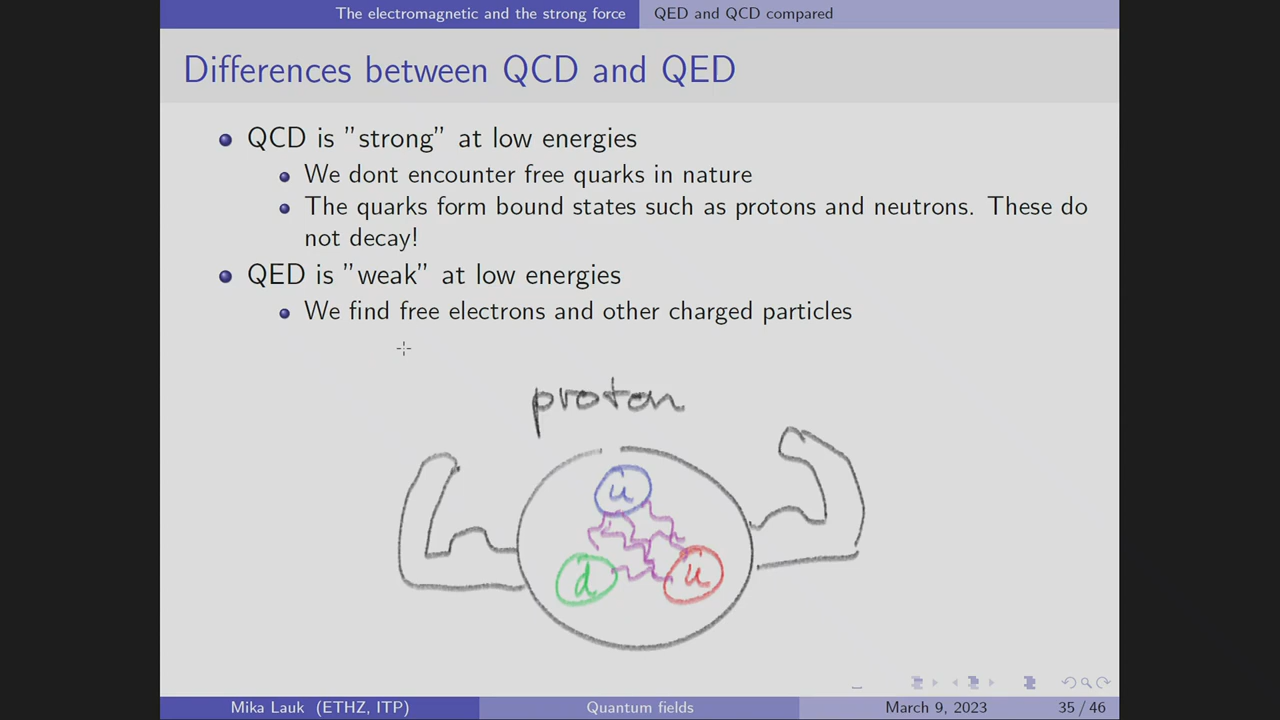 The electromagnetic and the strong force QED and QCD compared
Differences between QCD and QED
QCD is "strong" at low energies
We dont encounter free quarks in nature
The quarks form bound states such as protons and neutrons. These do
not decay!
QED is "weak" at low energies
We find free electrons and other charged particles
proton
u
d
u
Mika Lauk (ETHZ, ITP) Quantum fields March 9, 2023 35 / 46